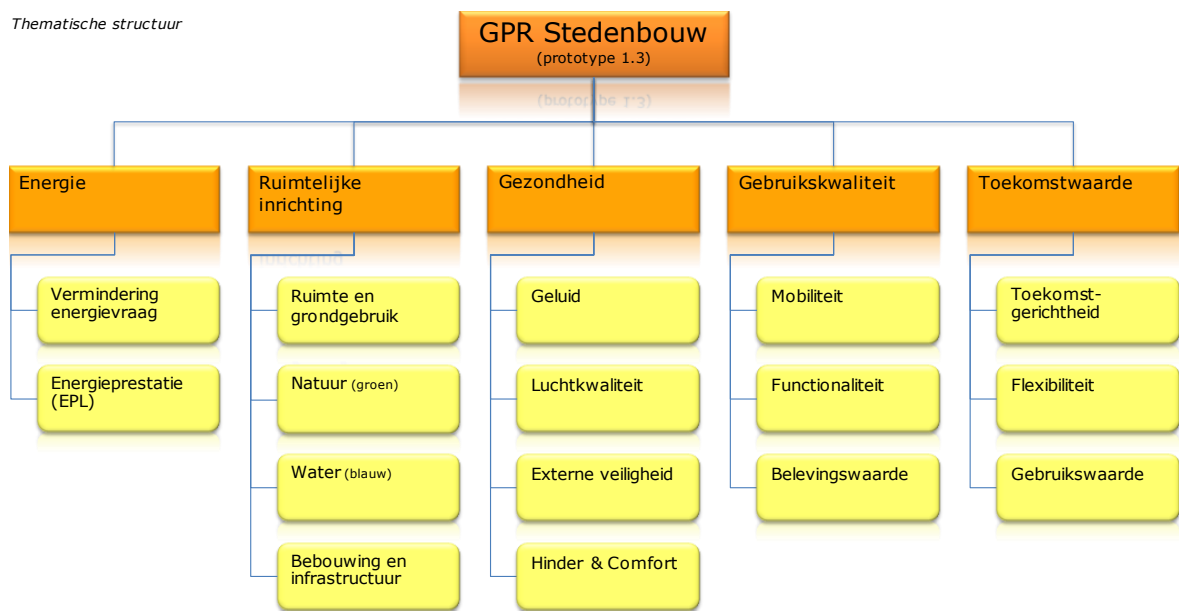 Thematische structuur
GPR Stedenbouw
(prototype 1.3)
Energie
Vermindering
energievraag
Energieprestatie
(EPL)
Ruimtelijke
inrichting
Ruimte en
grondgebruik
Natuur (groen)
Water (blauw)
Bebouwing en
infrastructuur
Gezondheid
Geluid
Luchtkwaliteit
Externe veiligheid
Hinder & Comfort
Gebruikskwaliteit
Mobiliteit
Functionaliteit
Belevingswaarde
Toekomstwaarde
Toekomst-
gerichtheid
Flexibiliteit
Gebruikswaarde